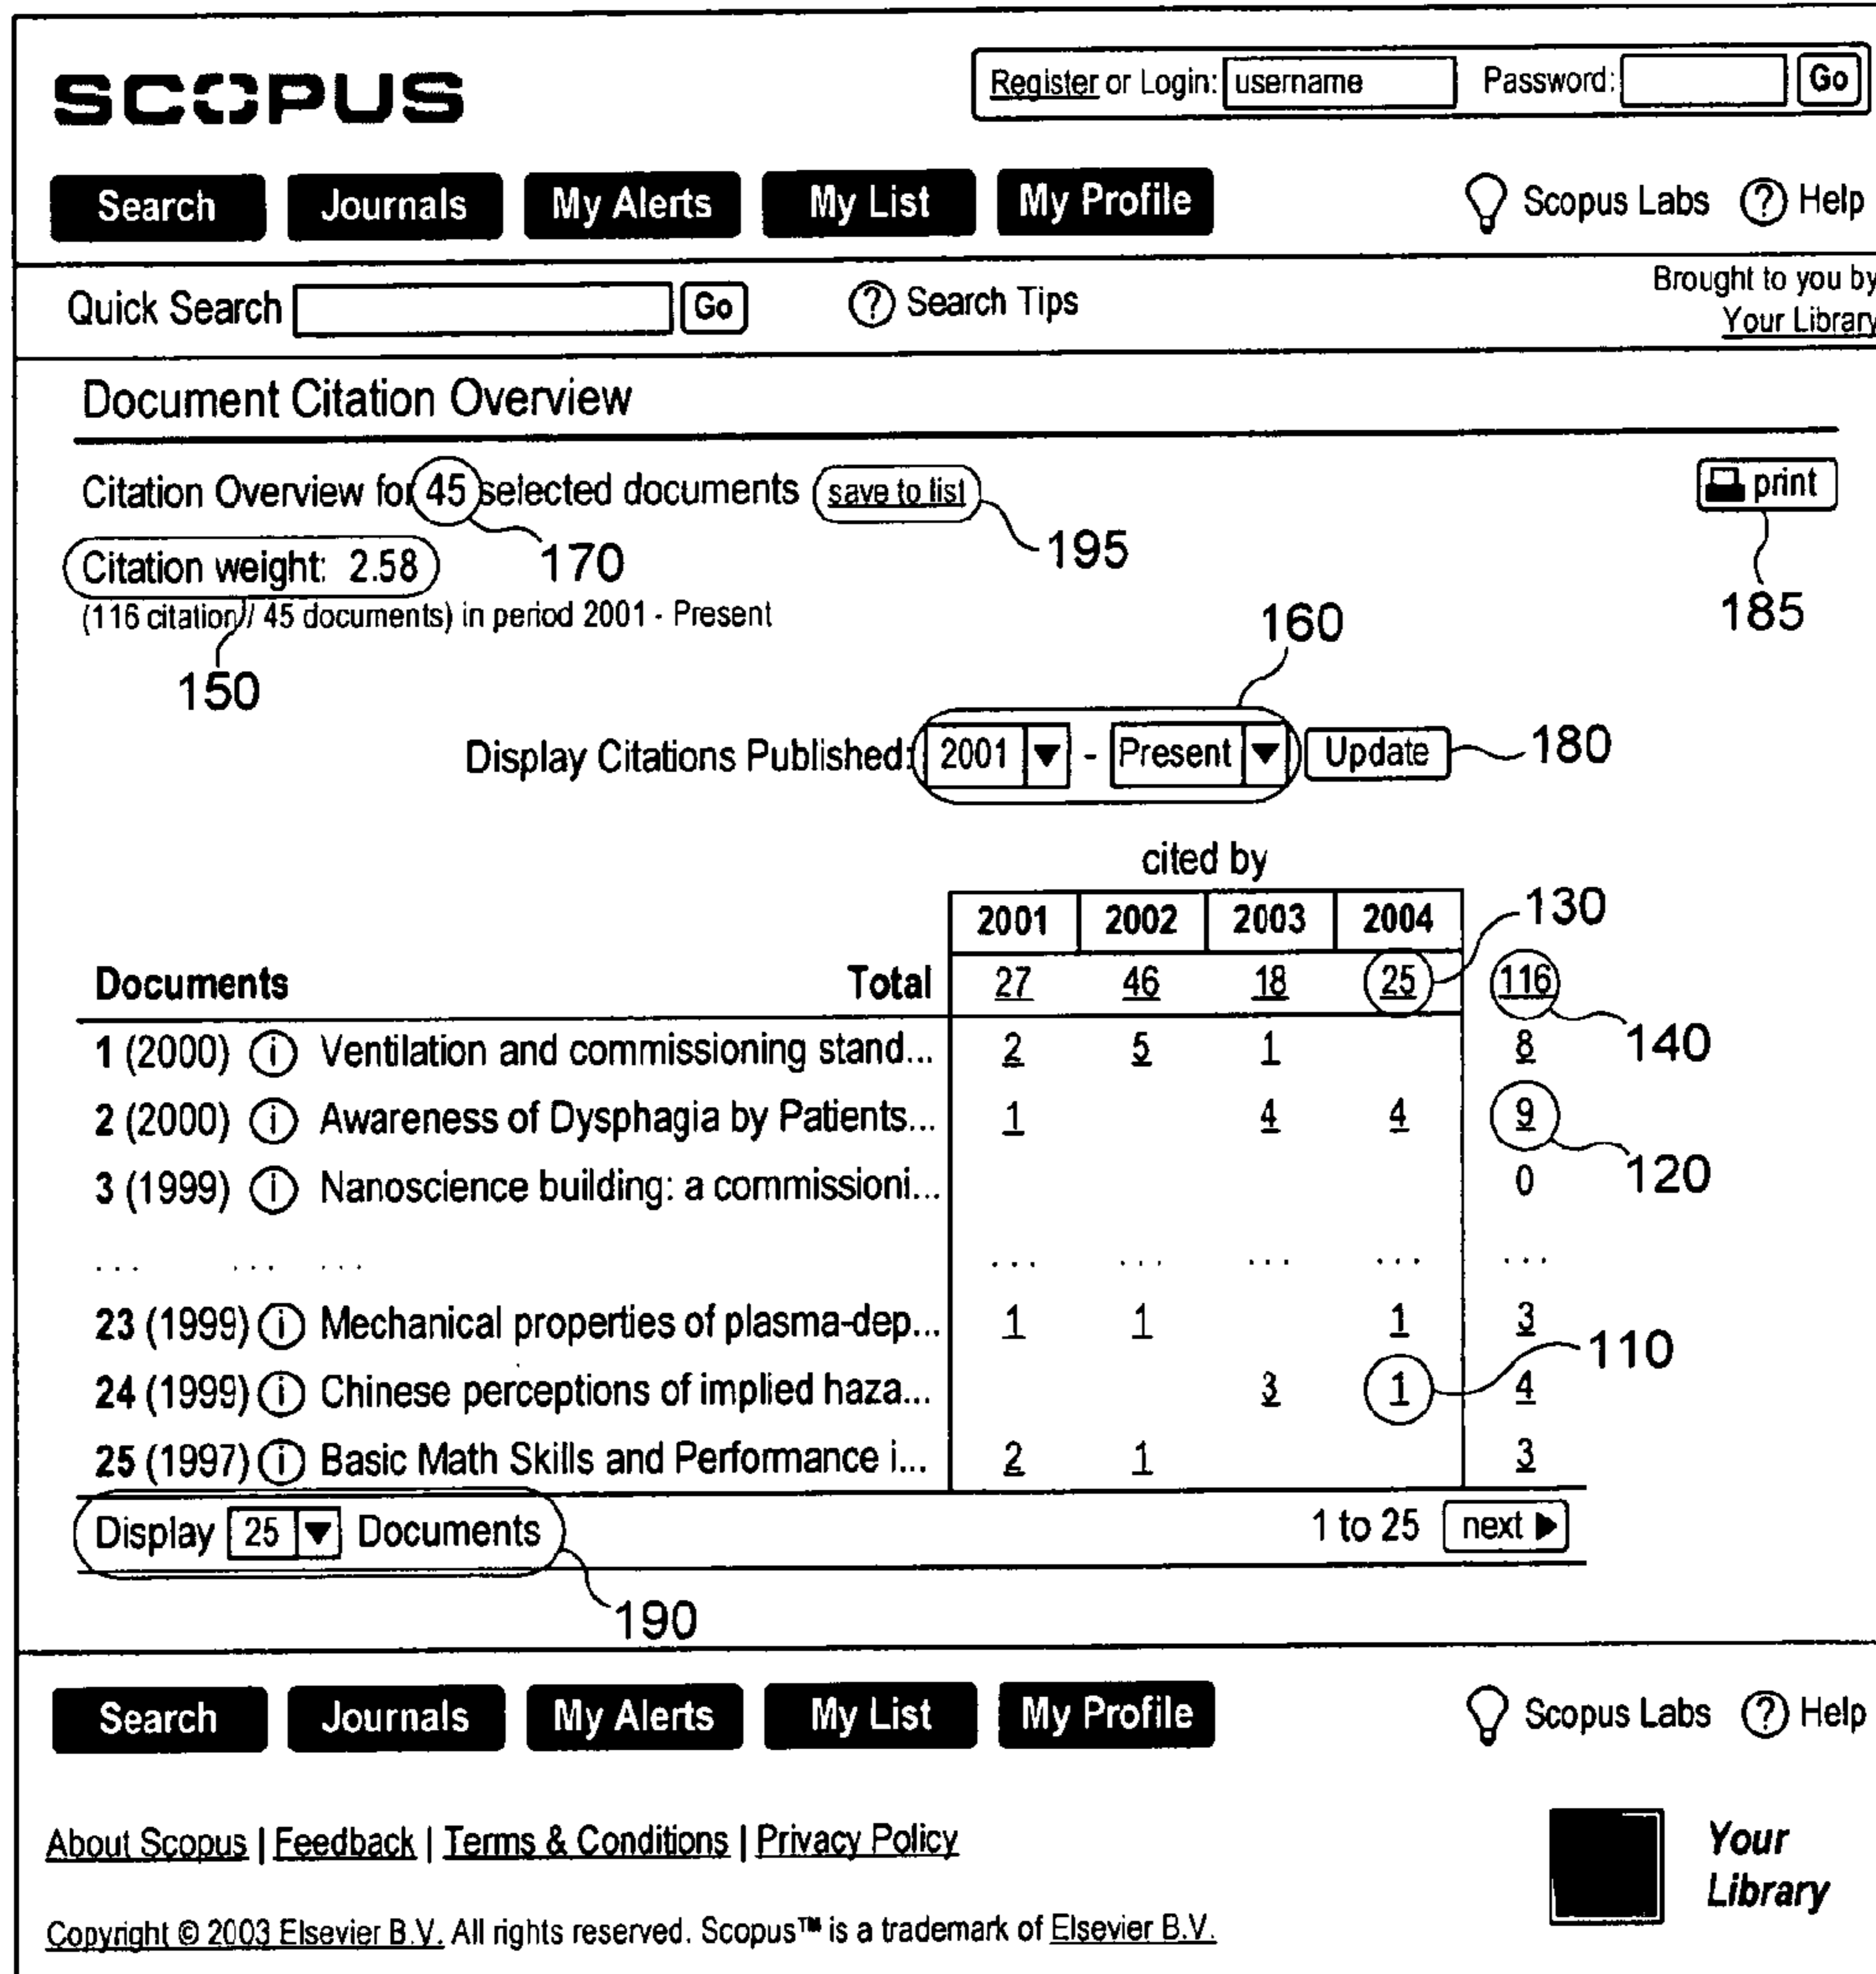 SCOPUS
Register or Login: username Password: Go
Search Journals My Alerts My List My Profile Scopus Labs ? Help
Quick Search Go ? Search Tips Brought to you by
Your Library
Document Citation Overview
Citation Overview for 45 selected documents save to list print
170 195
Citation weight: 2.58
(116 citation// 45 documents) in period 2001 - Present
185
160
150
Display Citations Published: 2001 ▼ - Present ▼ Update 180
cited by
2001 2002 2003 2004 130
Documents Total 27 46 18 25 116
1 (2000) i Ventilation and commissioning stand... 2 5 1 8 140
2 (2000) i Awareness of Dysphagia by Patients... 1 4 4 9
3 (1999) i Nanoscience building: a commissioni... 0 120
... ... ... ... ... ... ... ...
23 (1999) i Mechanical properties of plasma-dep... 1 1 1 3
110
24 (1999) i Chinese perceptions of implied haza... 3 1 4
25 (1997) i Basic Math Skills and Performance i... 2 1 3
Display 25 ▼ Documents 1 to 25 next ▶
190
Search Journals My Alerts My List My Profile Scopus Labs ? Help
About Scopus | Feedback | Terms & Conditions | Privacy Policy
Your
Library
Copyright © 2003 Elsevier B.V. All rights reserved. Scopus™ is a trademark of Elsevier B.V.